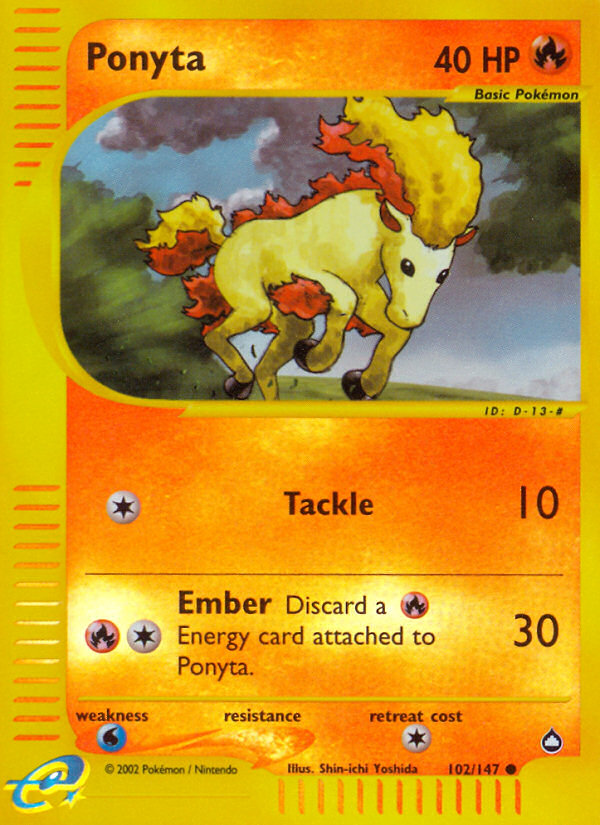 Ponyta 40 HP
Basic Pokémon
ID: D-13-#
Tackle 10
Ember Discard a
Energy card attached to 30
Ponyta.
weakness resistance retreat cost
© 2002 Pokémon / Nintendo Illus. Shin-ichi Yoshida 102/147
e